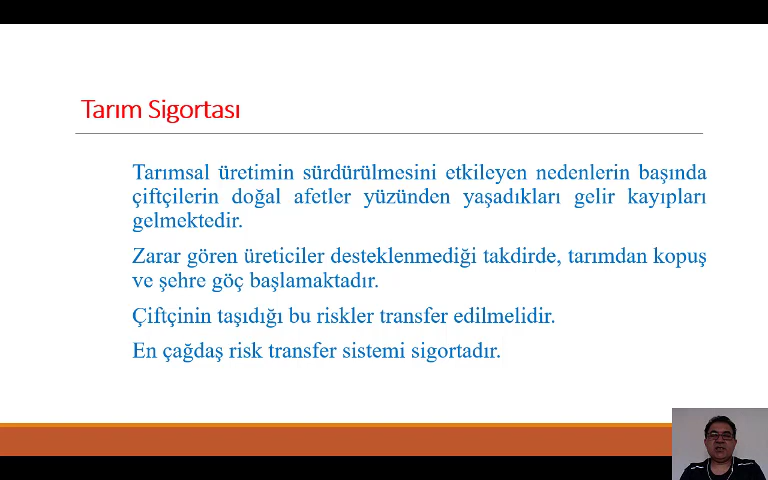 Tarım Sigortası
Tarımsal üretimin sürdürülmesini etkileyen nedenlerin başında
çiftçilerin doğal afetler yüzünden yaşadıkları gelir kayıpları
gelmektedir.
Zarar gören üreticiler desteklenmediği takdirde, tarımdan kopuş
ve şehre göç başlamaktadır.
Çiftçinin taşıdığı bu riskler transfer edilmelidir.
En çağdaş risk transfer sistemi sigortadır.